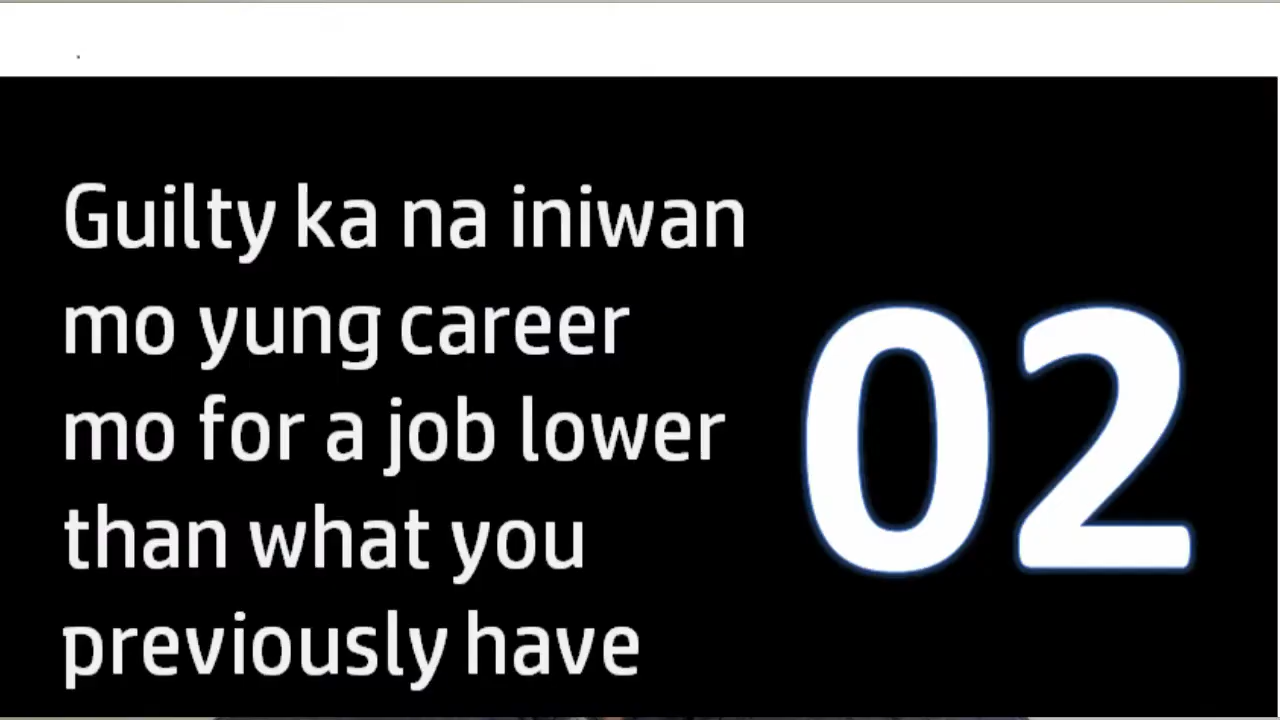 Guilty ka na iniwan
mo yung career
mo for a job lower
than what you
previously have
02